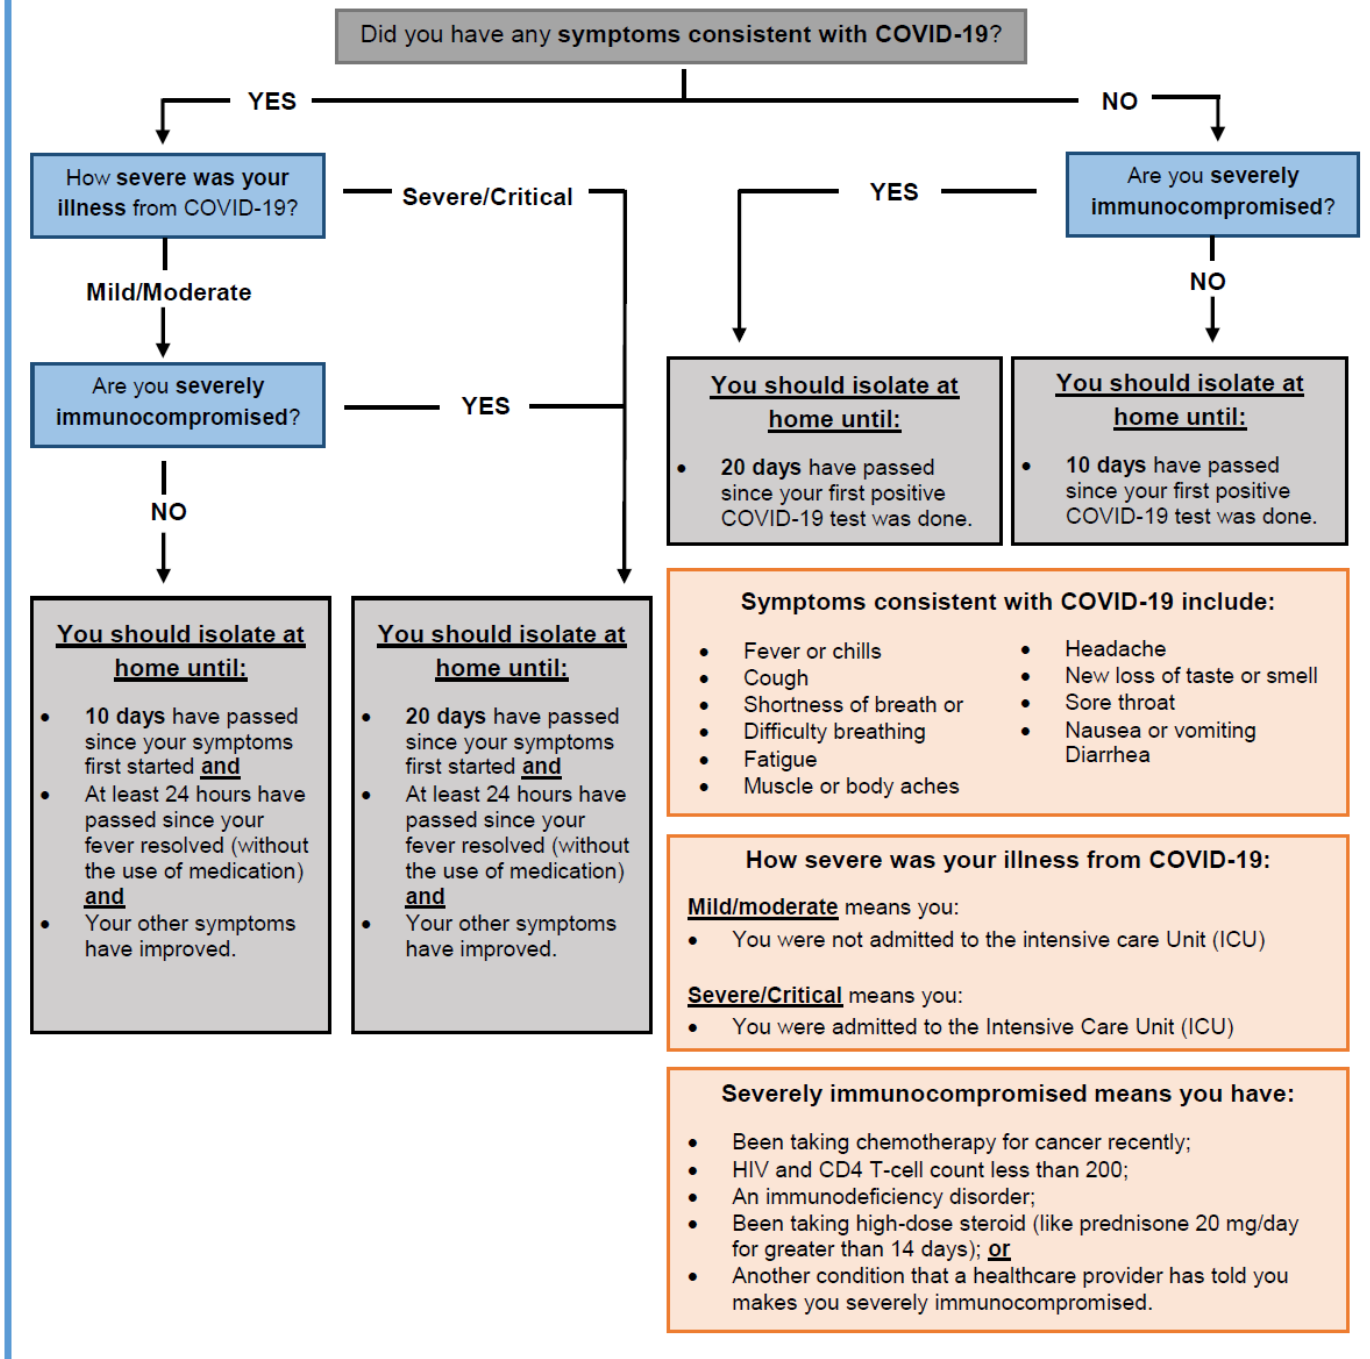 Did you have any symptoms consistent with COVID-19?
YES
NO
How severe was your
illness from COVID-19?
Severe/Critical
YES
Are you severely
immunocompromised?
Mild/Moderate
NO
Are you severely
immunocompromised?
YES
NO
You should isolate at
home until:
• 20 days have passed
since your first positive
COVID-19 test was done.
You should isolate at
home until:
• 10 days have passed
since your first positive
COVID-19 test was done.
You should isolate at
home until:
• 10 days have passed
since your symptoms
first started and
• At least 24 hours have
passed since your
fever resolved (without
the use of medication)
and
• Your other symptoms
have improved.
You should isolate at
home until:
• 20 days have passed
since your symptoms
first started and
• At least 24 hours have
passed since your
fever resolved (without
the use of medication)
and
• Your other symptoms
have improved.
Symptoms consistent with COVID-19 include:
• Fever or chills
• Cough
• Shortness of breath or
• Difficulty breathing
• Fatigue
• Muscle or body aches
• Headache
• New loss of taste or smell
• Sore throat
• Nausea or vomiting
Diarrhea
How severe was your illness from COVID-19:
Mild/moderate means you:
• You were not admitted to the intensive care Unit (ICU)
Severe/Critical means you:
• You were admitted to the Intensive Care Unit (ICU)
Severely immunocompromised means you have:
• Been taking chemotherapy for cancer recently;
• HIV and CD4 T-cell count less than 200;
• An immunodeficiency disorder;
• Been taking high-dose steroid (like prednisone 20 mg/day
for greater than 14 days); or
• Another condition that a healthcare provider has told you
makes you severely immunocompromised.